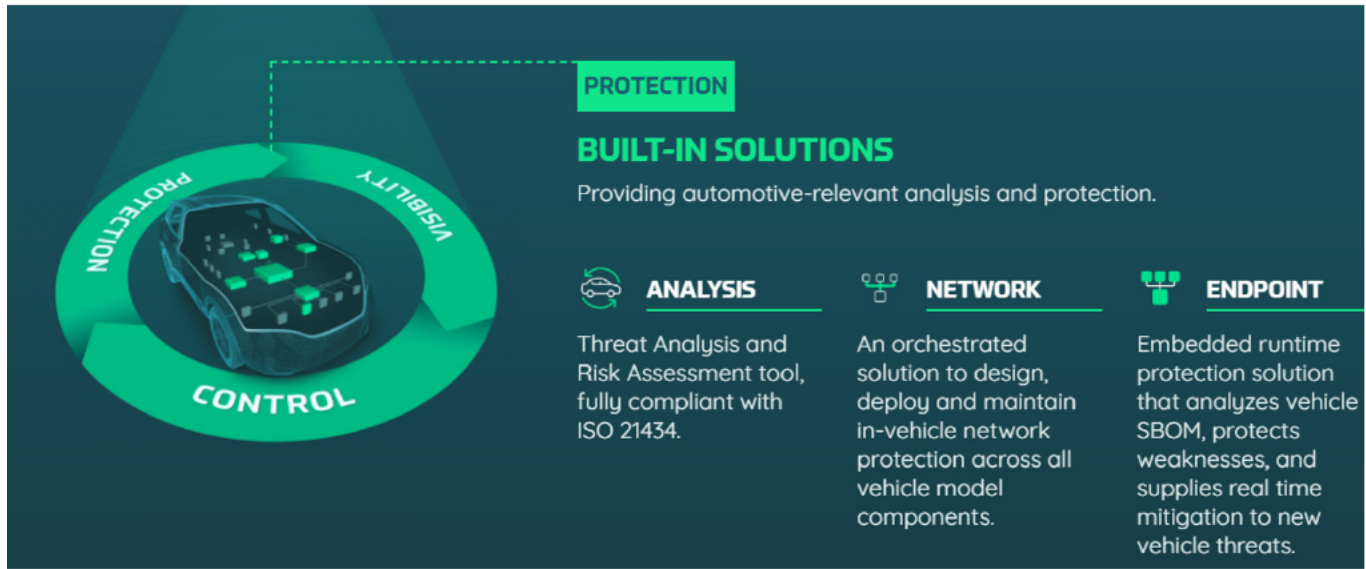 PROTECTION
BUILT-IN SOLUTIONS
Providing automotive-relevant analysis and protection.
PROTECTION
VISIBILITY
CONTROL
ANALYSIS
Threat Analysis and
Risk Assessment tool,
fully compliant with
ISO 21434.
NETWORK
An orchestrated
solution to design,
deploy and maintain
in-vehicle network
protection across all
vehicle model
components.
ENDPOINT
Embedded runtime
protection solution
that analyzes vehicle
SBOM, protects
weaknesses, and
supplies real time
mitigation to new
vehicle threats.